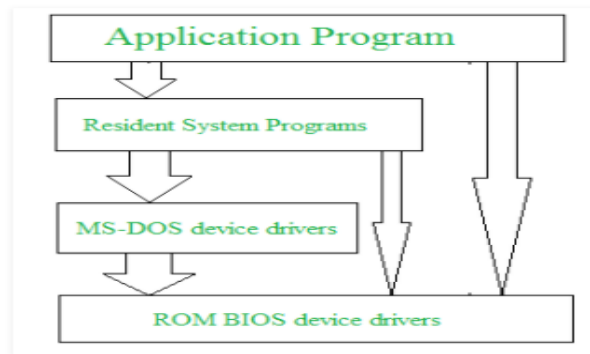 Application Program
Resident System Programs
MS-DOS device drivers
ROM BIOS device drivers